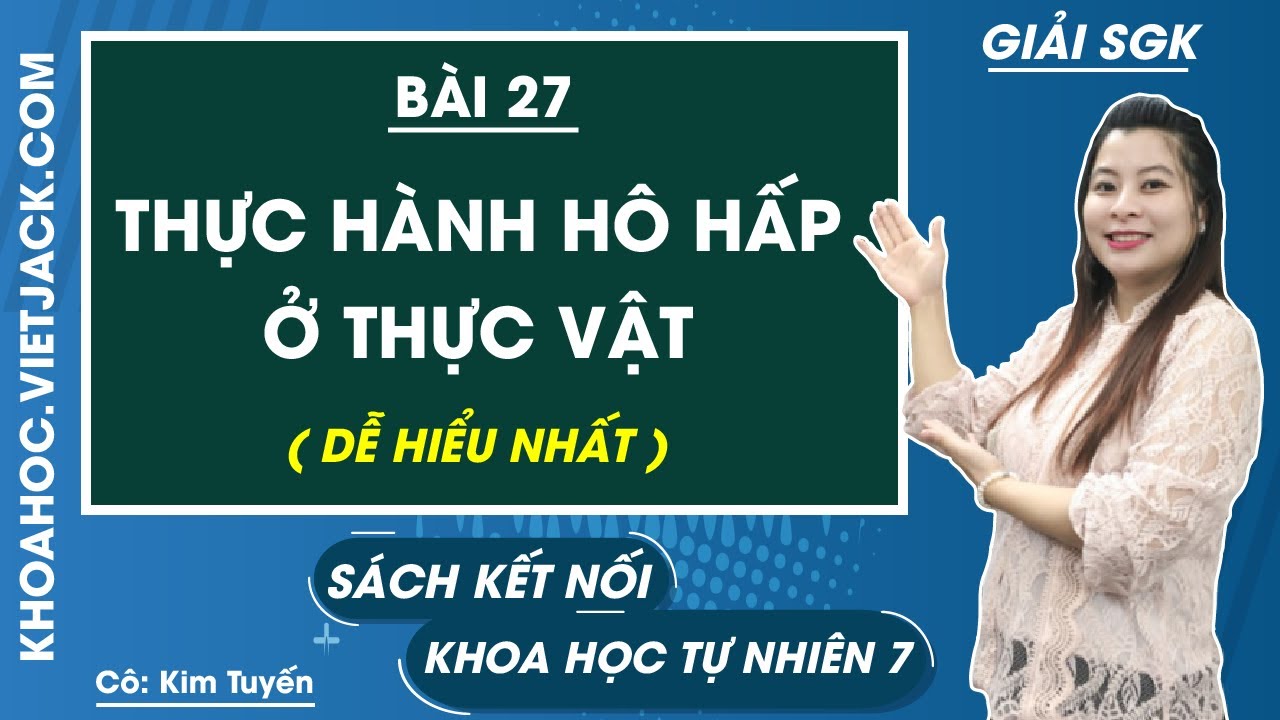 KHOAHOC.VIETJACK.COM
GIẢI SGK
BÀI 27
THỰC HÀNH HÔ HẤP
Ở THỰC VẬT
( DỄ HIỂU NHẤT )
SÁCH KẾT NỐI
KHOA HỌC TỰ NHIÊN 7
Cô: Kim Tuyến